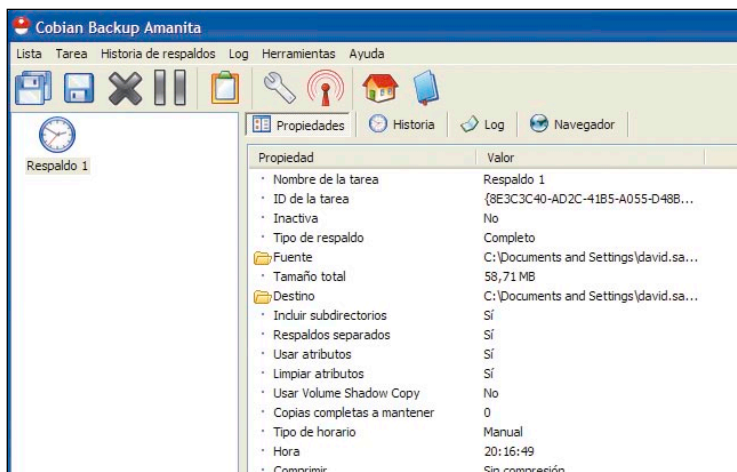 Cobian Backup Amanita
Lista Tarea Historia de respaldos Log Herramientas Ayuda
Respaldo 1
Propiedades Historia Log Navegador
Propiedad Valor
Nombre de la tarea Respaldo 1
ID de la tarea {8E3C3C40-AD2C-41B5-A055-D48B...
Inactiva No
Tipo de respaldo Completo
Fuente C:\Documents and Settings\david.sa...
Tamaño total 58,71 MB
Destino C:\Documents and Settings\david.sa...
Incluir subdirectorios Sí
Respaldos separados Sí
Usar atributos Sí
Limpiar atributos Sí
Usar Volume Shadow Copy No
Copias completas a mantener 0
Tipo de horario Manual
Hora 20:16:49
Comprimir Sin compresión